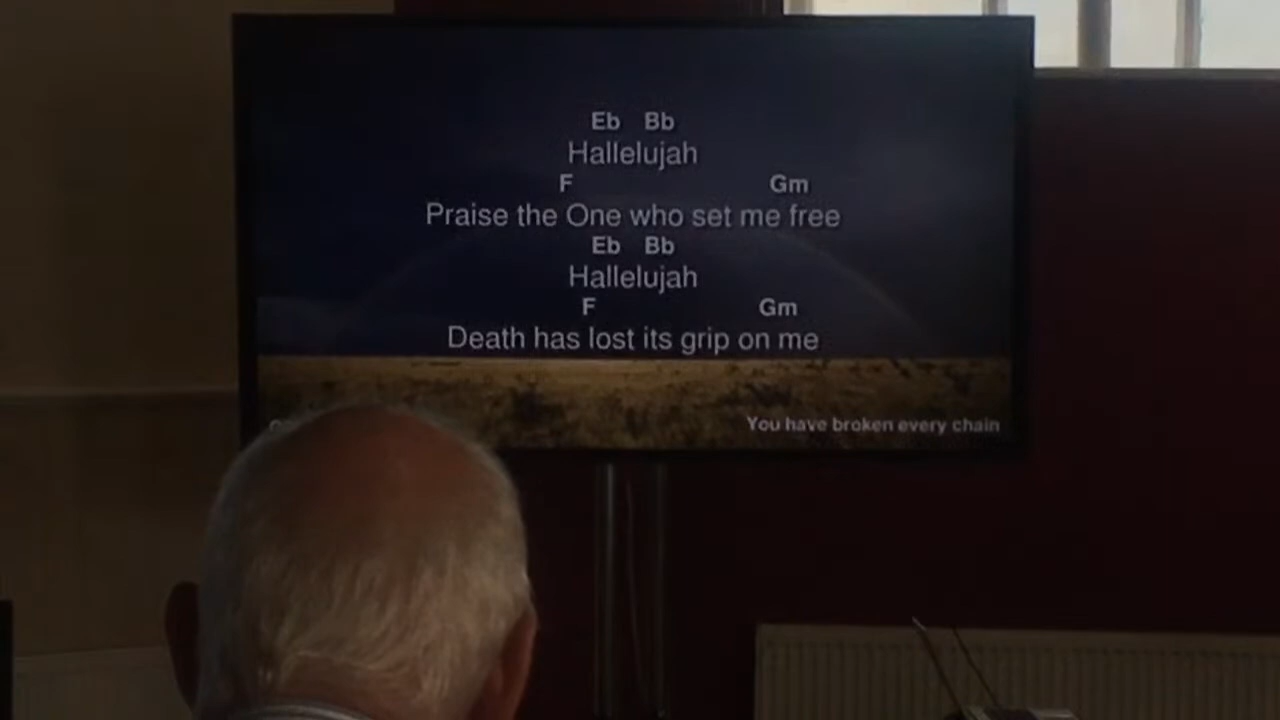 Eb Bb
Hallelujah
F Gm
Praise the One who set me free
Eb Bb
Hallelujah
F Gm
Death has lost its grip on me
You have broken every chain